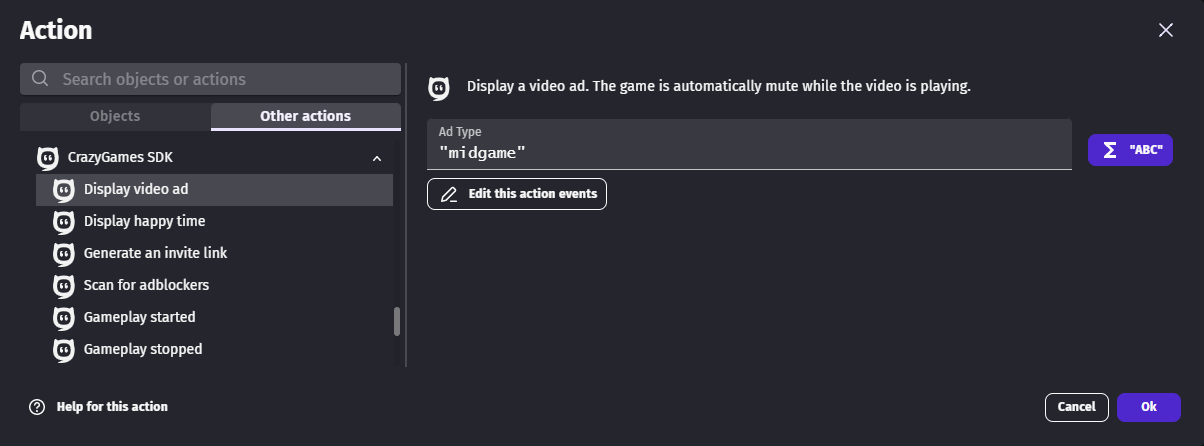 Action
Search objects or actions
Objects
Other actions
CrazyGames SDK
Display video ad
Display happy time
Generate an invite link
Scan for adblockers
Gameplay started
Gameplay stopped
Display a video ad. The game is automatically mute while the video is playing.
Ad Type
"midgame"
Σ "ABC"
Edit this action events
Help for this action
Cancel
Ok